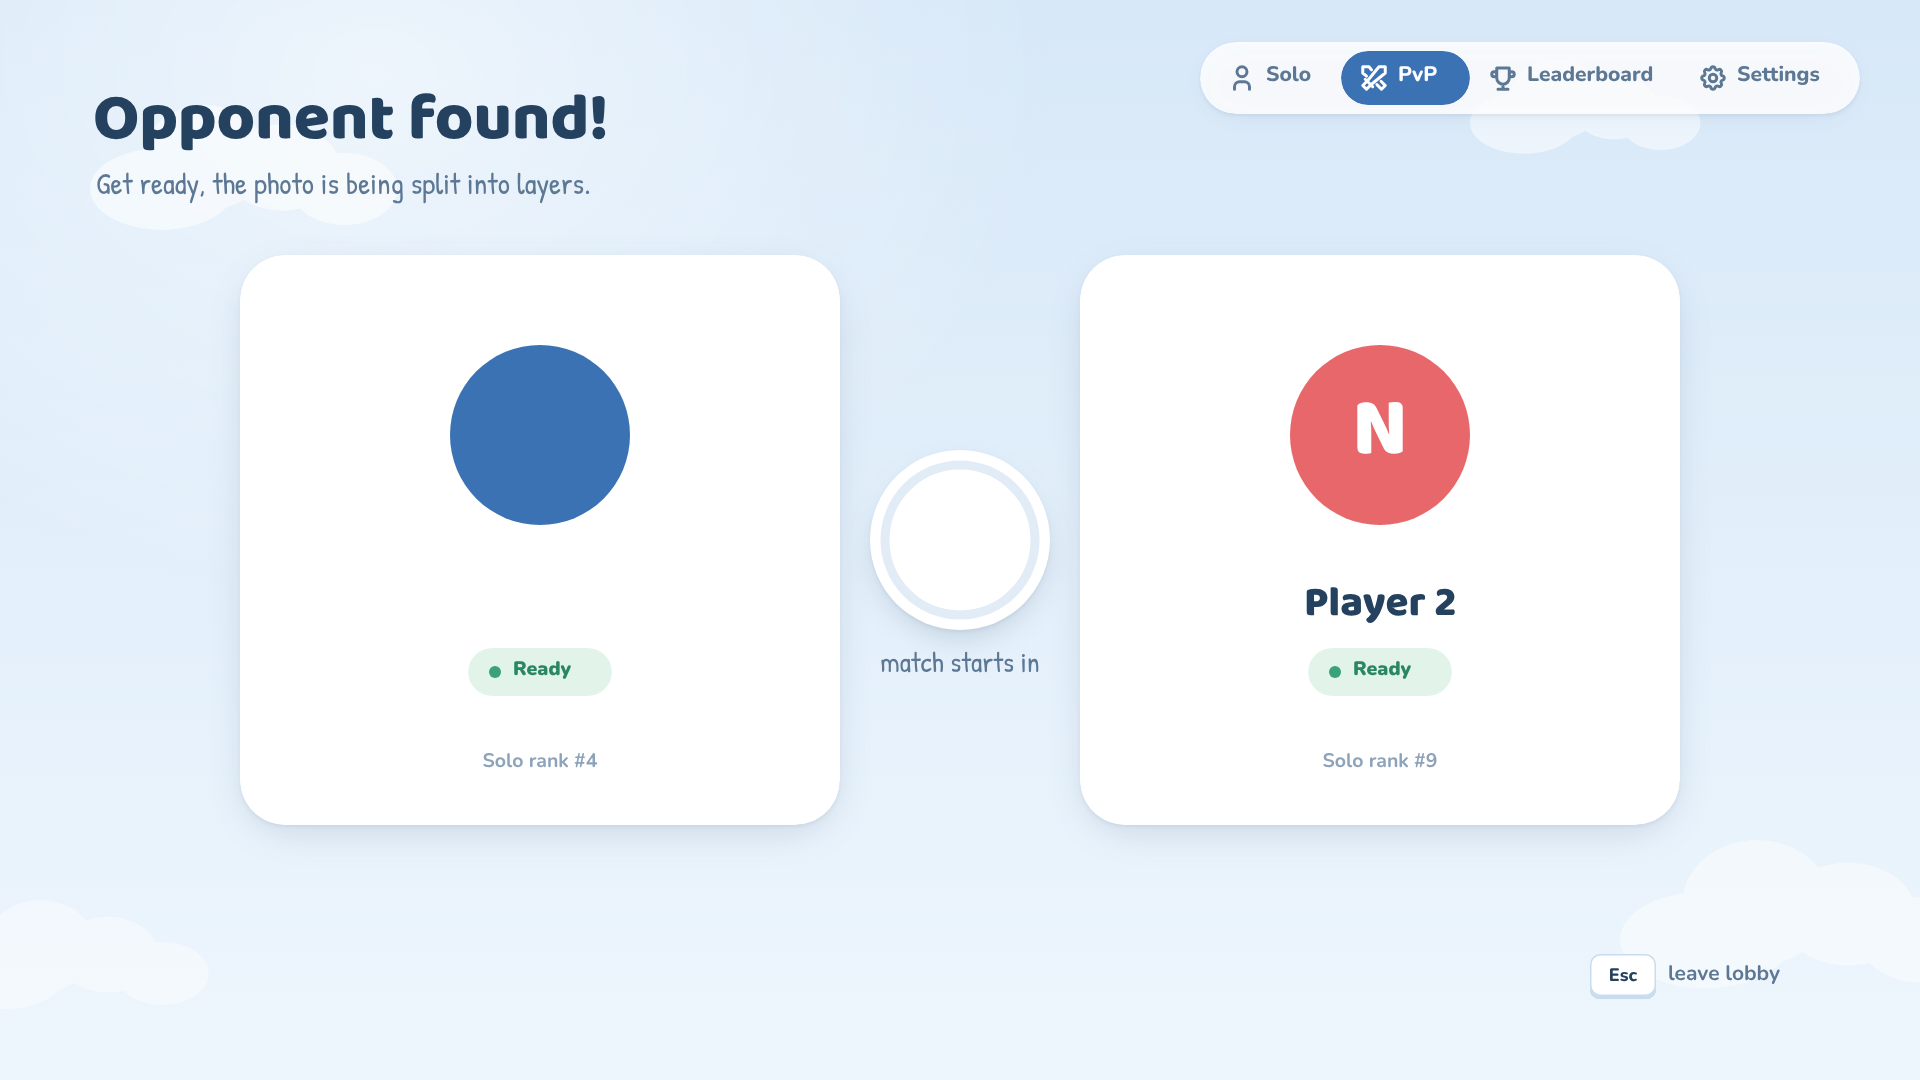 Solo
PvP
Leaderboard
Settings
Opponent found!
Get ready, the photo is being split into layers.
Ready
Solo rank #4
match starts in
N
Player 2
Ready
Solo rank #9
Esc
leave lobby